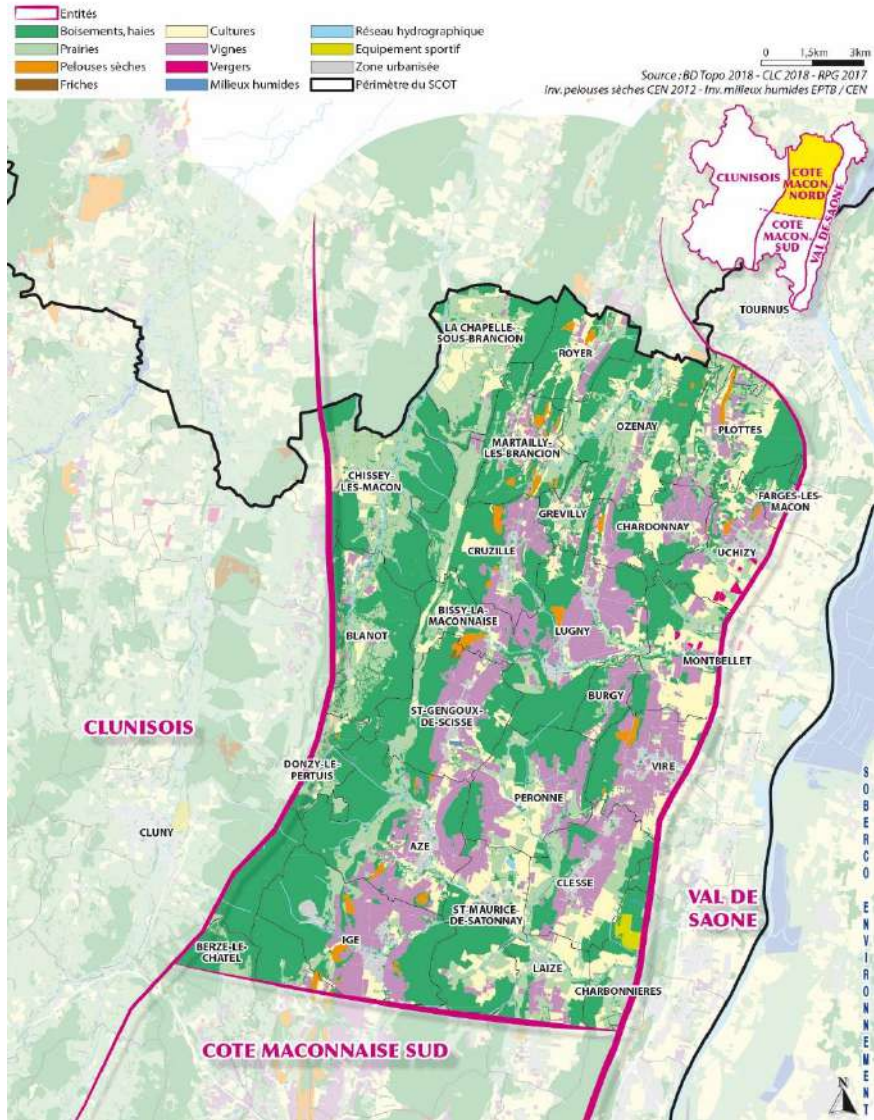 Entités
Boisements, haies
Prairies
Pelouses sèches
Friches
Cultures
Vignes
Vergers
Milieux humides
Réseau hydrographique
Equipement sportif
Zone urbanisée
Périmètre du SCOT
0 1,5km 3km
Source : BD Topo 2018 - CLC 2018 - RPG 2017
Inv. pelouses sèches CEN 2012 - Inv. milieux humides EPTB / CEN
CLUNISOIS
COTE
MACON.
NORD
COTE
MACON.
SUD
VAL DE SAONE
TOURNUS
LA CHAPELLE-
SOUS-BRANCION
ROYER
OZENAY
PLOTTES
MARTAILLY-
LES-BRANCION
CHISSEY-
LES-MACON
FARGES-LES-
MACON
GREVILLY
CHARDONNAY
CRUZILLE
UCHIZY
BISSY-LA-
MACONNAISE
BLANOT
LUGNY
MONTBELLET
BURGY
ST-GENGOUX-
DE-SCISSE
CLUNISOIS
DONZY-LE-
PERTUIS
VIRE
PERONNE
CLUNY
AZE
CLESSE
ST-MAURICE-
DE-SATONNAY
VAL DE
SAONE
IGE
BERZE-LE-
CHATEL
LAIZE
CHARBONNIERES
COTE MACONNAISE SUD
SOBERCO ENVIRONNEMENT
N